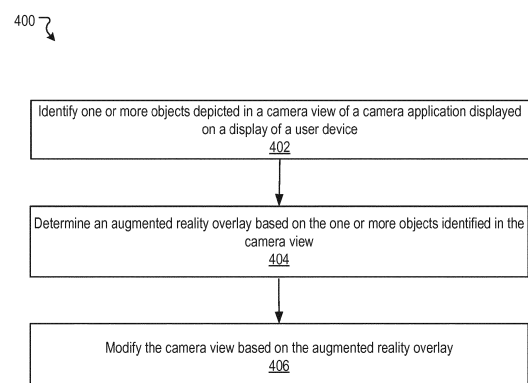 400
Identify one or more objects depicted in a camera view of a camera application displayed
on a display of a user device
402
Determine an augmented reality overlay based on the one or more objects identified in the
camera view
404
Modify the camera view based on the augmented reality overlay
406